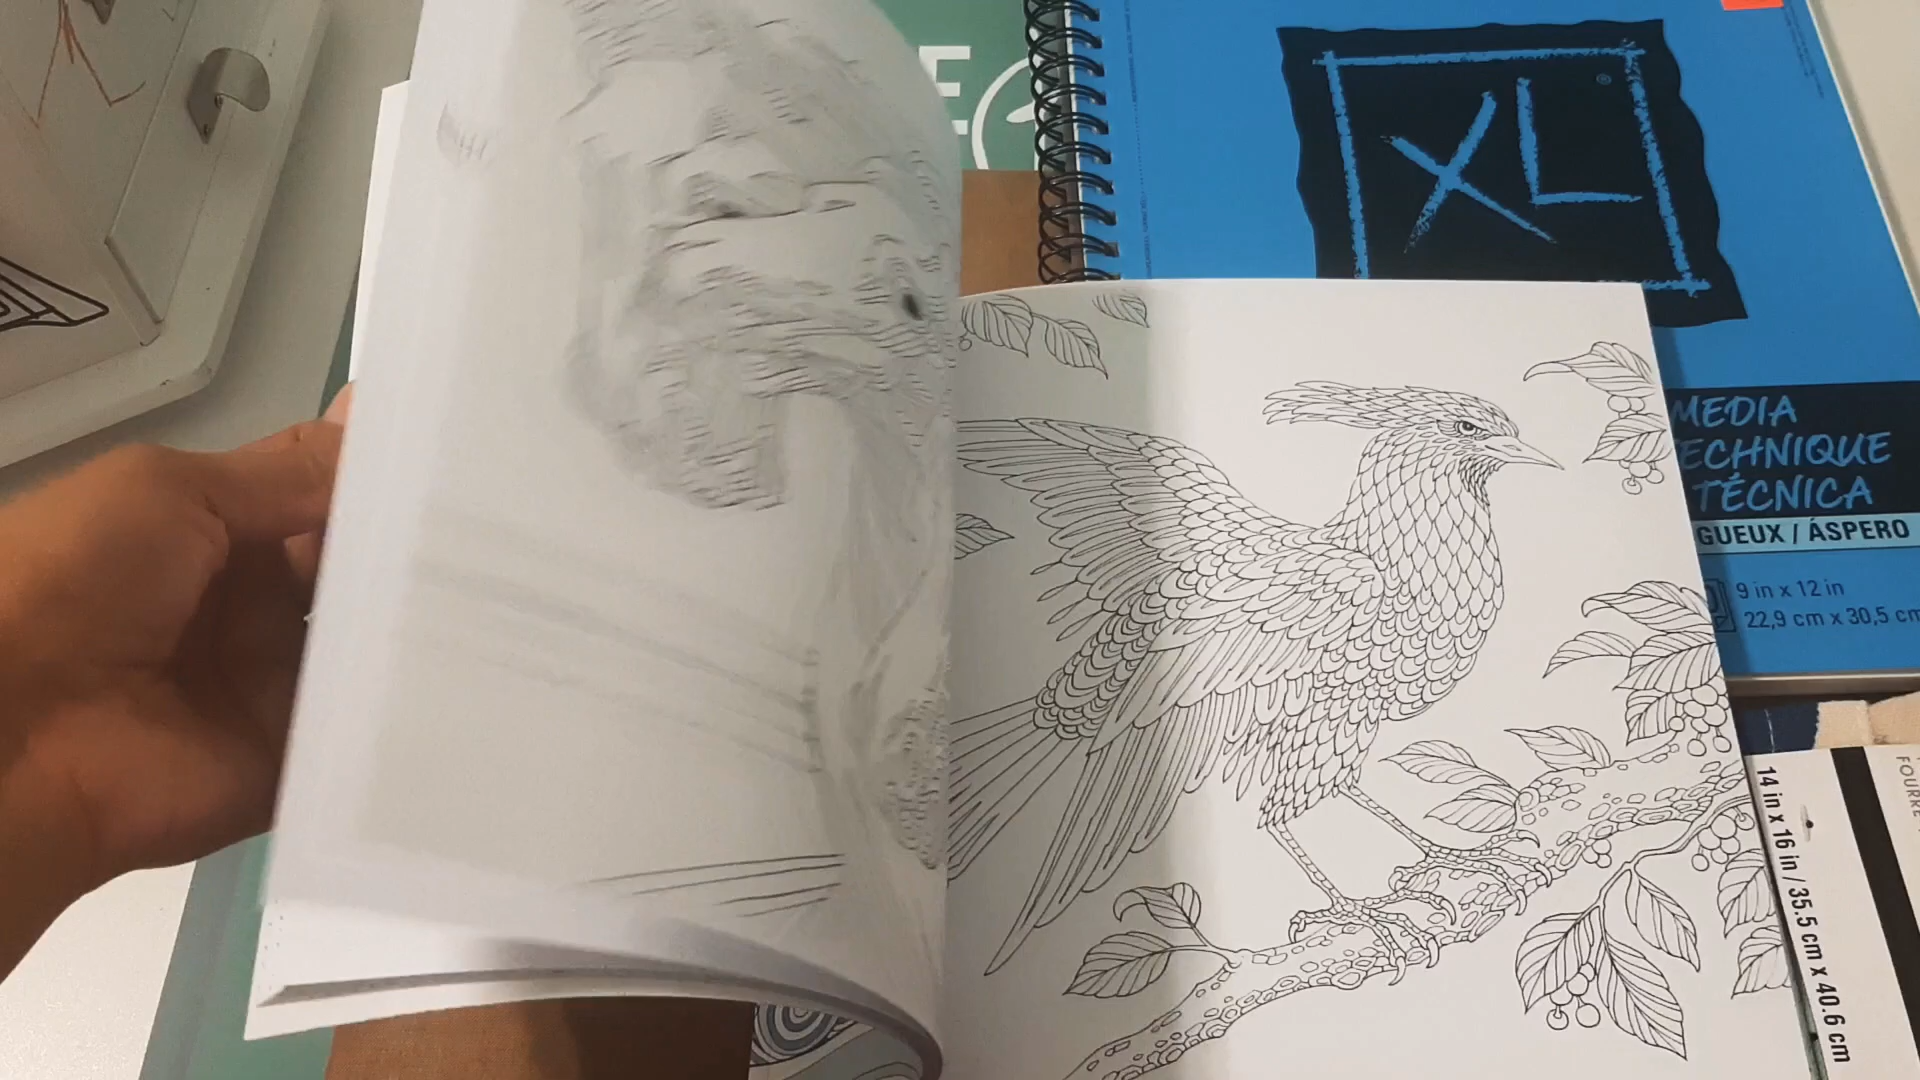 E
XL
MEDIA
ECHNIQUE
TÉCNICA
GUEUX / ÁSPERO
9 in x 12 in
22,9 cm x 30,5 cm
14 in x 16 in / 35.5 cm x 40.6 cm
FOURRE